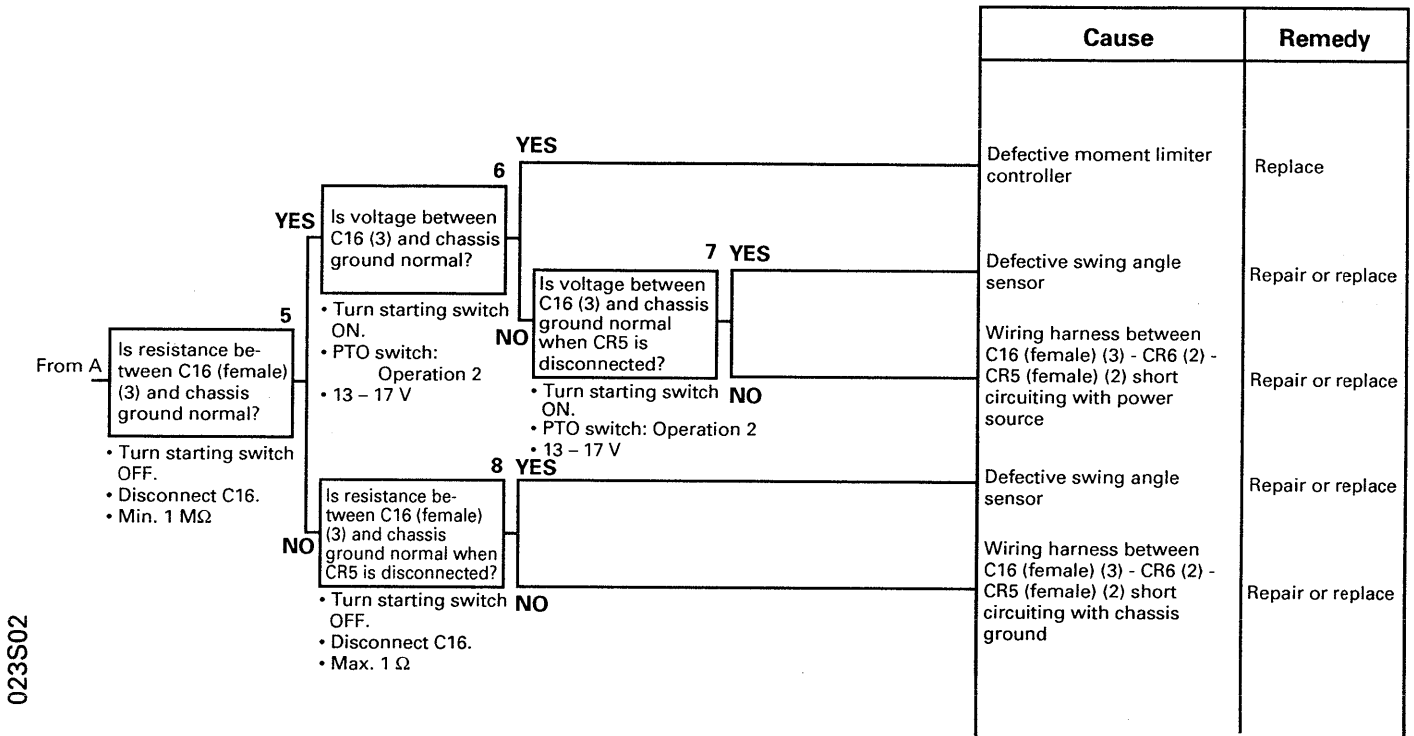 Cause
Remedy
YES
6
Defective moment limiter
controller
Replace
YES
Is voltage between
C16 (3) and chassis
ground normal?
• Turn starting switch
ON.
• PTO switch:
Operation 2
• 13 – 17 V
7 YES
Defective swing angle
sensor
Repair or replace
NO
Is voltage between
C16 (3) and chassis
ground normal
when CR5 is
disconnected?
• Turn starting switch
ON.
• PTO switch: Operation 2
• 13 – 17 V
NO
Wiring harness between
C16 (female) (3) - CR6 (2) -
CR5 (female) (2) short
circuiting with power
source
Repair or replace
5
From A
Is resistance be-
tween C16 (female)
(3) and chassis
ground normal?
• Turn starting switch
OFF.
• Disconnect C16.
• Min. 1 MΩ
8 YES
Defective swing angle
sensor
Repair or replace
NO
Is resistance be-
tween C16 (female)
(3) and chassis
ground normal when
CR5 is disconnected?
• Turn starting switch
OFF.
• Disconnect C16.
• Max. 1 Ω
NO
Wiring harness between
C16 (female) (3) - CR6 (2) -
CR5 (female) (2) short
circuiting with chassis
ground
Repair or replace
023S02